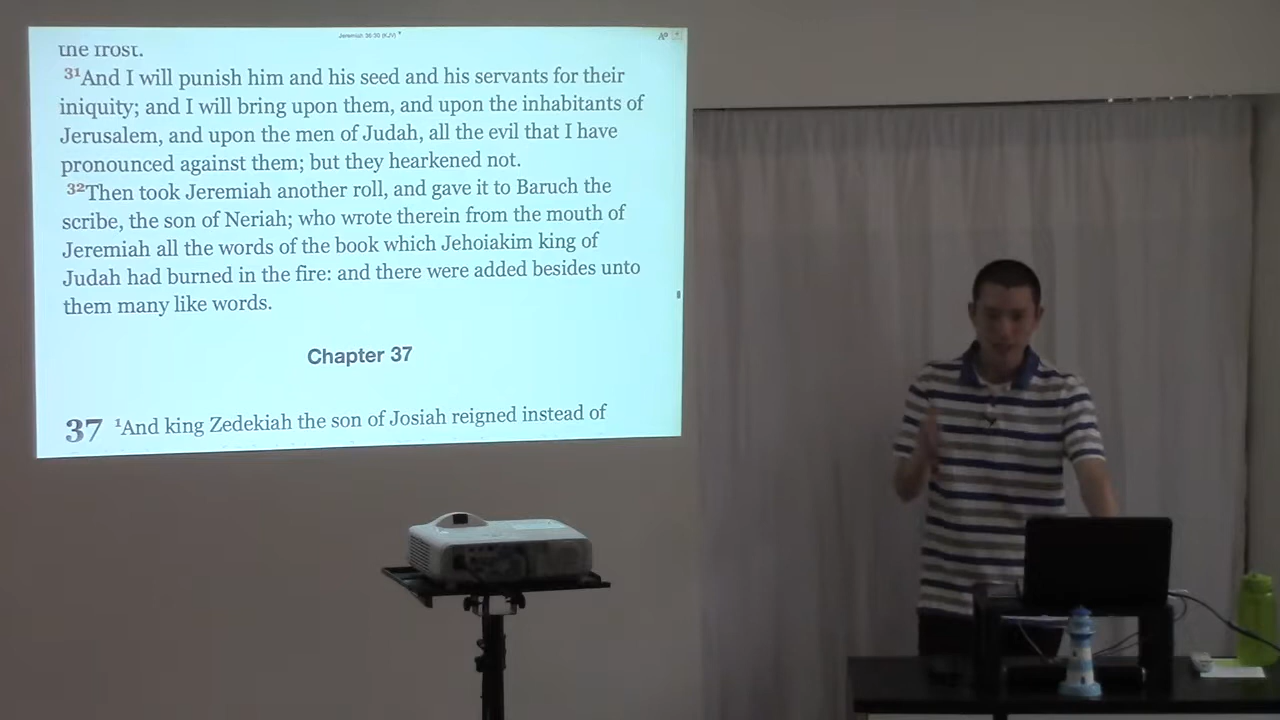 Jeremiah 36:30 (KJV)
the frost.
31And I will punish him and his seed and his servants for their
iniquity; and I will bring upon them, and upon the inhabitants of
Jerusalem, and upon the men of Judah, all the evil that I have
pronounced against them; but they hearkened not.
32Then took Jeremiah another roll, and gave it to Baruch the
scribe, the son of Neriah; who wrote therein from the mouth of
Jeremiah all the words of the book which Jehoiakim king of
Judah had burned in the fire: and there were added besides unto
them many like words.
Chapter 37
37 1And king Zedekiah the son of Josiah reigned instead of